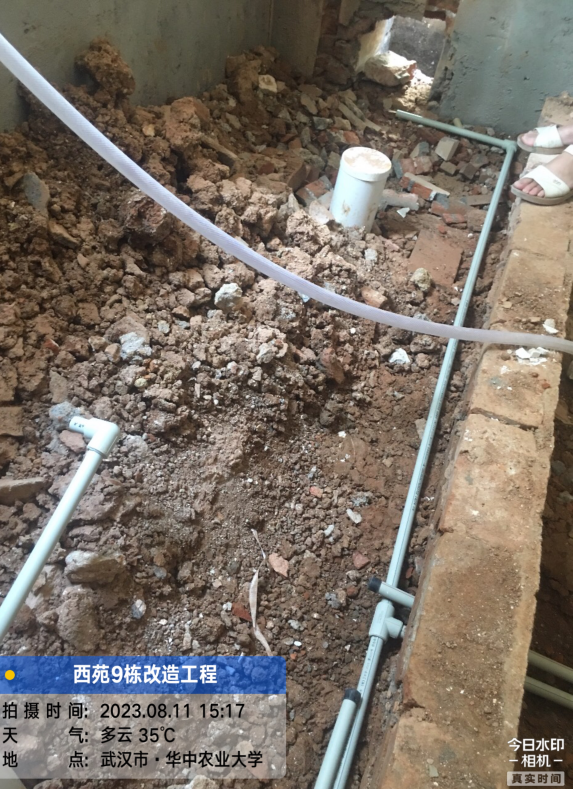 西苑9栋改造工程
拍摄时间: 2023.08.11 15:17
天气: 多云 35℃
地点: 武汉市·华中农业大学
今日水印
相机
真实时间